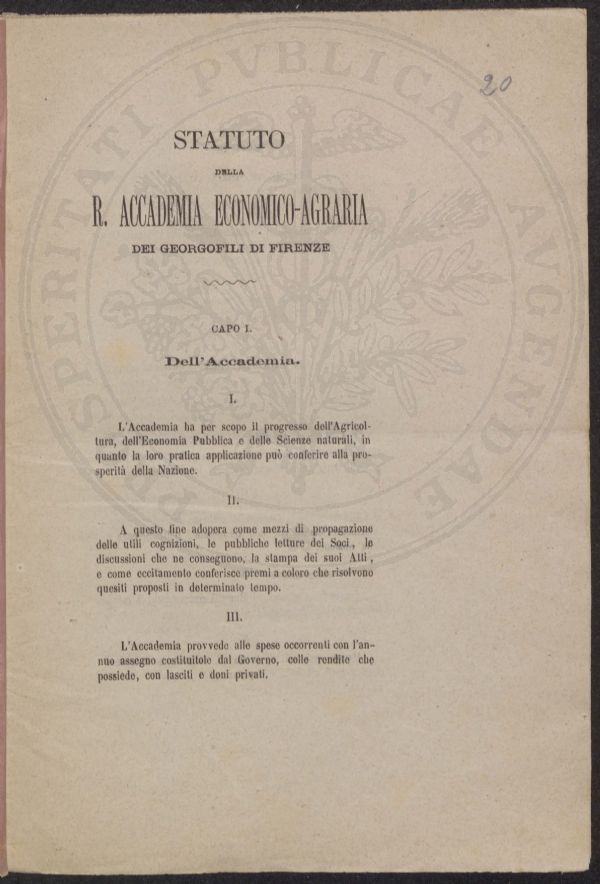 20
STATUTO
DELLA
R. ACCADEMIA ECONOMICO-AGRARIA
DEI GEORGOFILI DI FIRENZE
CAPO I.
Dell'Accademia.
I.
L'Accademia ha per scopo il progresso dell'Agricol-
tura, dell'Economia Pubblica e delle Scienze naturali, in
quanto la loro pratica applicazione può conferire alla pro-
sperità della Nazione.
II.
A questo fine adopera come mezzi di propagazione
delle utili cognizioni, le pubbliche letture dei Soci, le
discussioni che ne conseguono, la stampa dei suoi Atti,
e come eccitamento conferisce premi a coloro che risolvono
quesiti proposti in determinato tempo.
III.
L'Accademia provvede alle spese occorrenti con l'an-
nuo assegno costituitole dal Governo, colle rendite che
possiede, con lasciti e doni privati.
PROSPERITATI PVBLICAE AVGENDAE